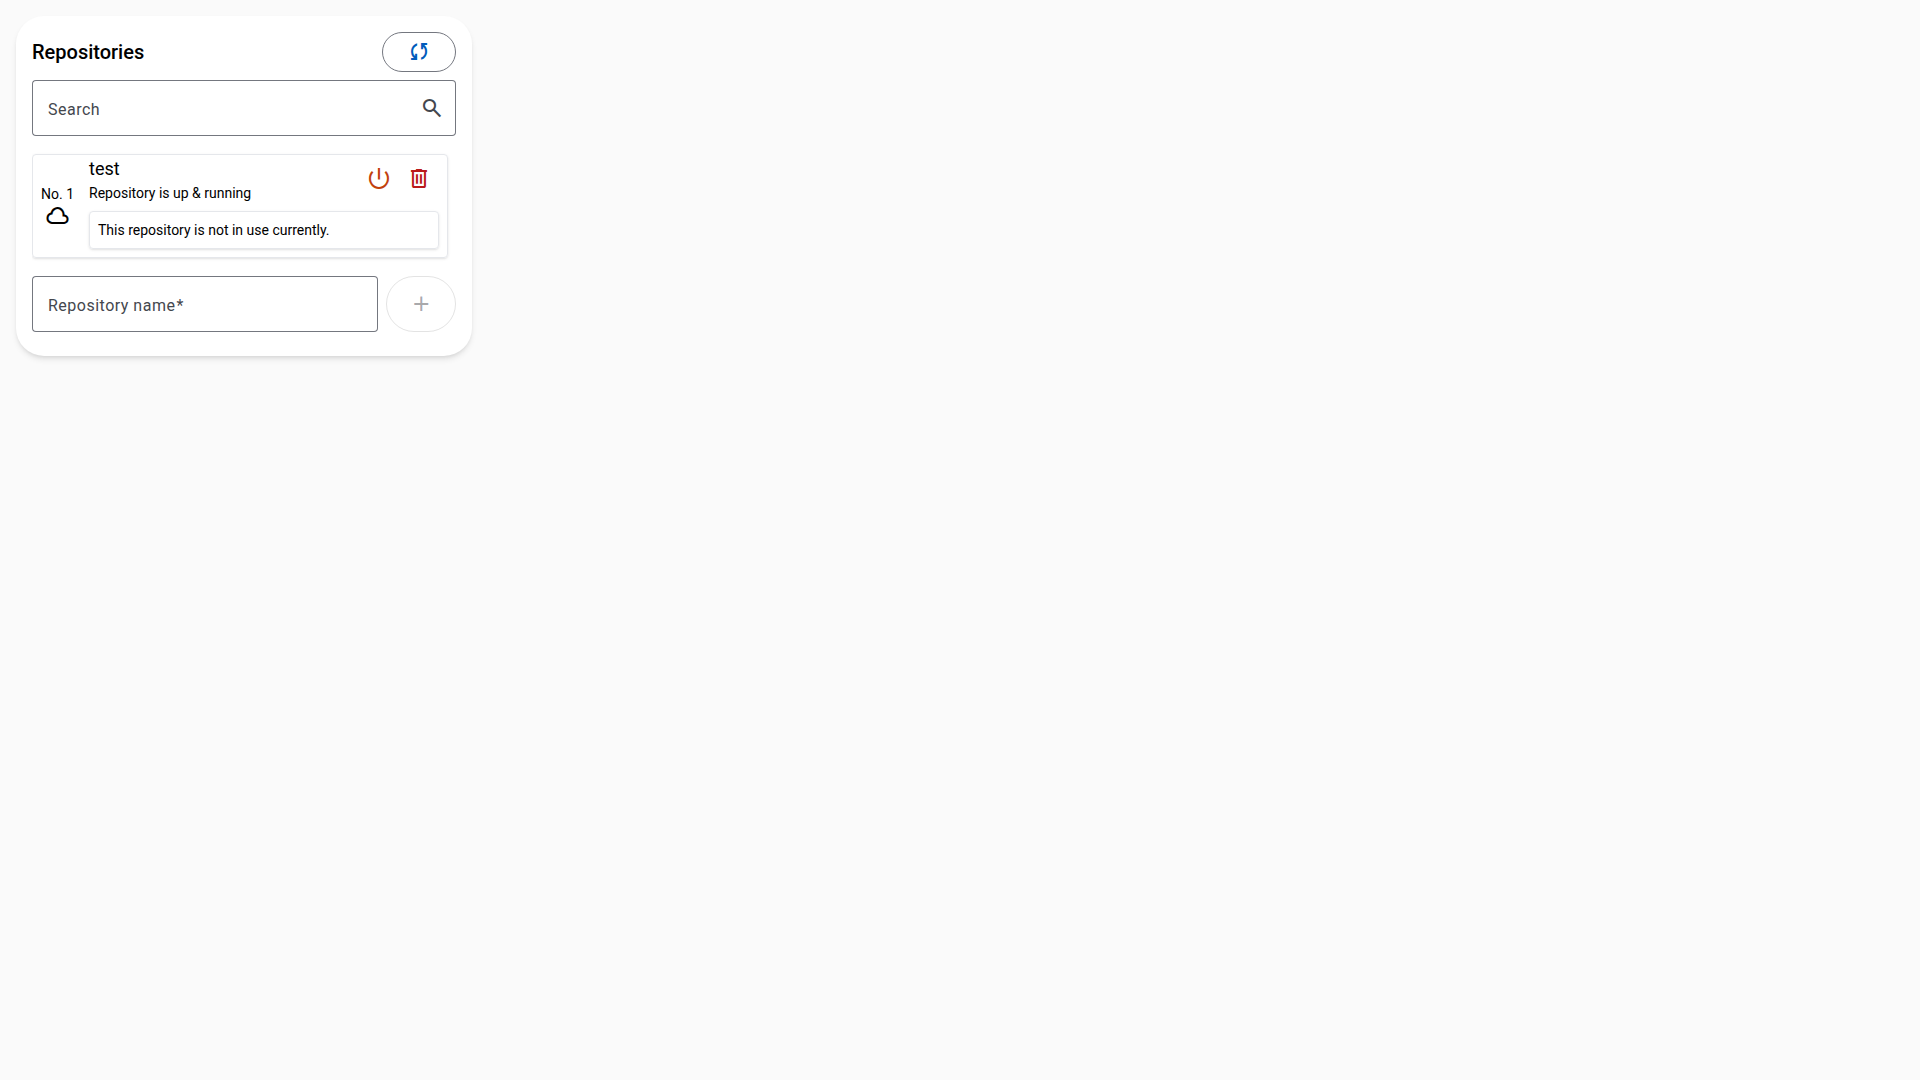 Repositories
Search
test
No. 1
Repository is up & running
This repository is not in use currently.
Repository name*